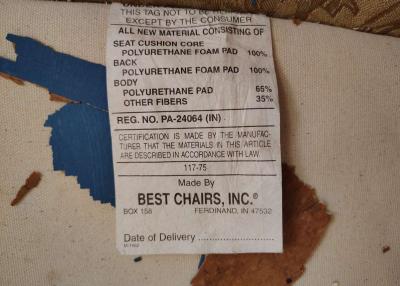 THIS TAG NOT TO BE REMOVED
EXCEPT BY THE CONSUMER
ALL NEW MATERIAL CONSISTING OF
SEAT CUSHION CORE
POLYURETHANE FOAM PAD 100%
BACK
POLYURETHANE FOAM PAD 100%
BODY
POLYURETHANE PAD 65%
OTHER FIBERS 35%
REG. NO. PA-24064 (IN)
CERTIFICATION IS MADE BY THE MANUFAC-
TURER THAT THE MATERIALS IN THIS ARTICLE
ARE DESCRIBED IN ACCORDANCE WITH LAW.
117-75
Made By
BEST CHAIRS, INC.®
BOX 158 FERDINAND, IN 47532
Date of Delivery ........................